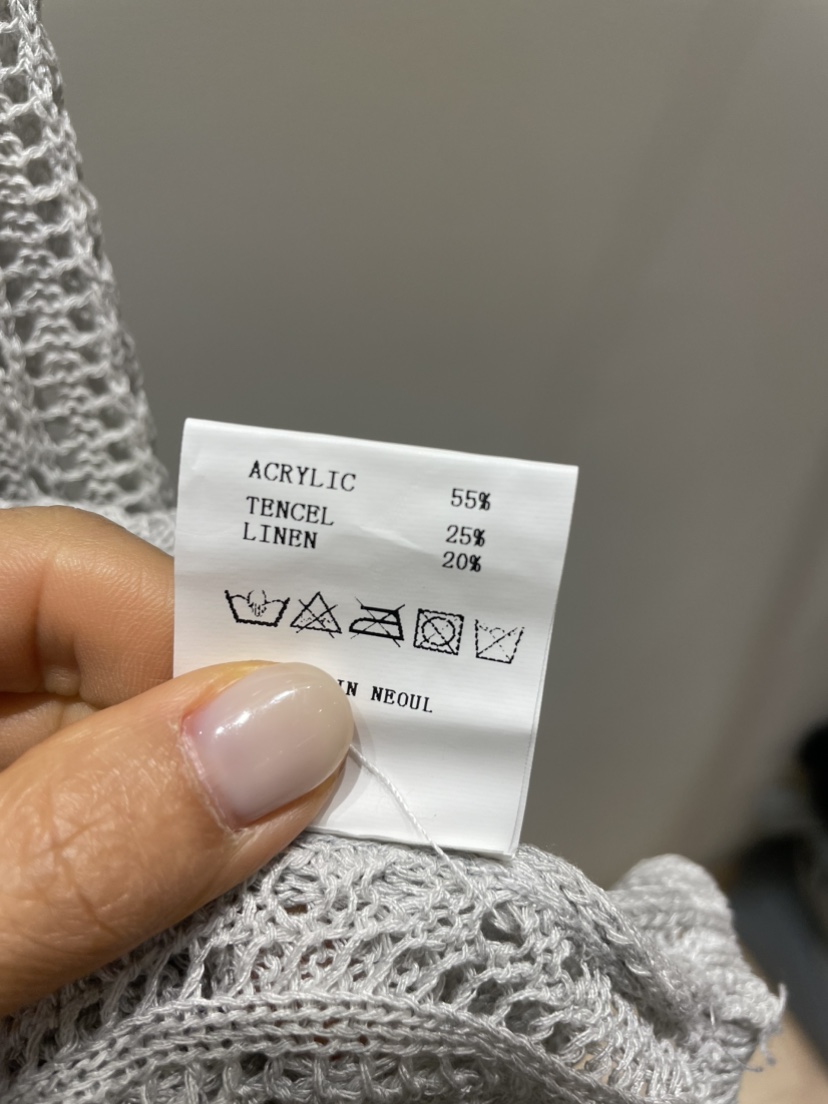 ACRYLIC 55%
TENCEL 25%
LINEN 20%
IN NEOUL